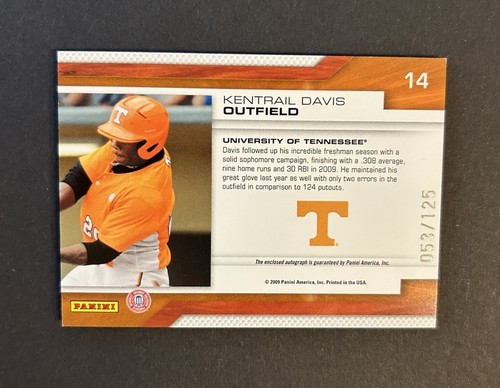 14
KENTRAIL DAVIS
OUTFIELD
UNIVERSITY OF TENNESSEE®
Davis followed up his incredible freshman season with a
solid sophomore campaign, finishing with a .308 average,
nine home runs and 30 RBI in 2009. He maintained his
great glove last year as well with only two errors in the
outfield in comparison to 124 putouts.
T
T
20
053/125
The enclosed autograph is guaranteed by Panini America, Inc.
© 2009 Panini America, Inc. Printed in the USA.
PANINI